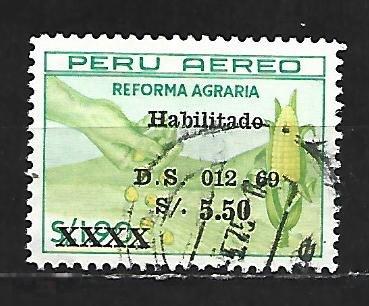 PERU AEREO
REFORMA AGRARIA
Habilitado
D.S. 012 69
S/. 5.50
XXXX